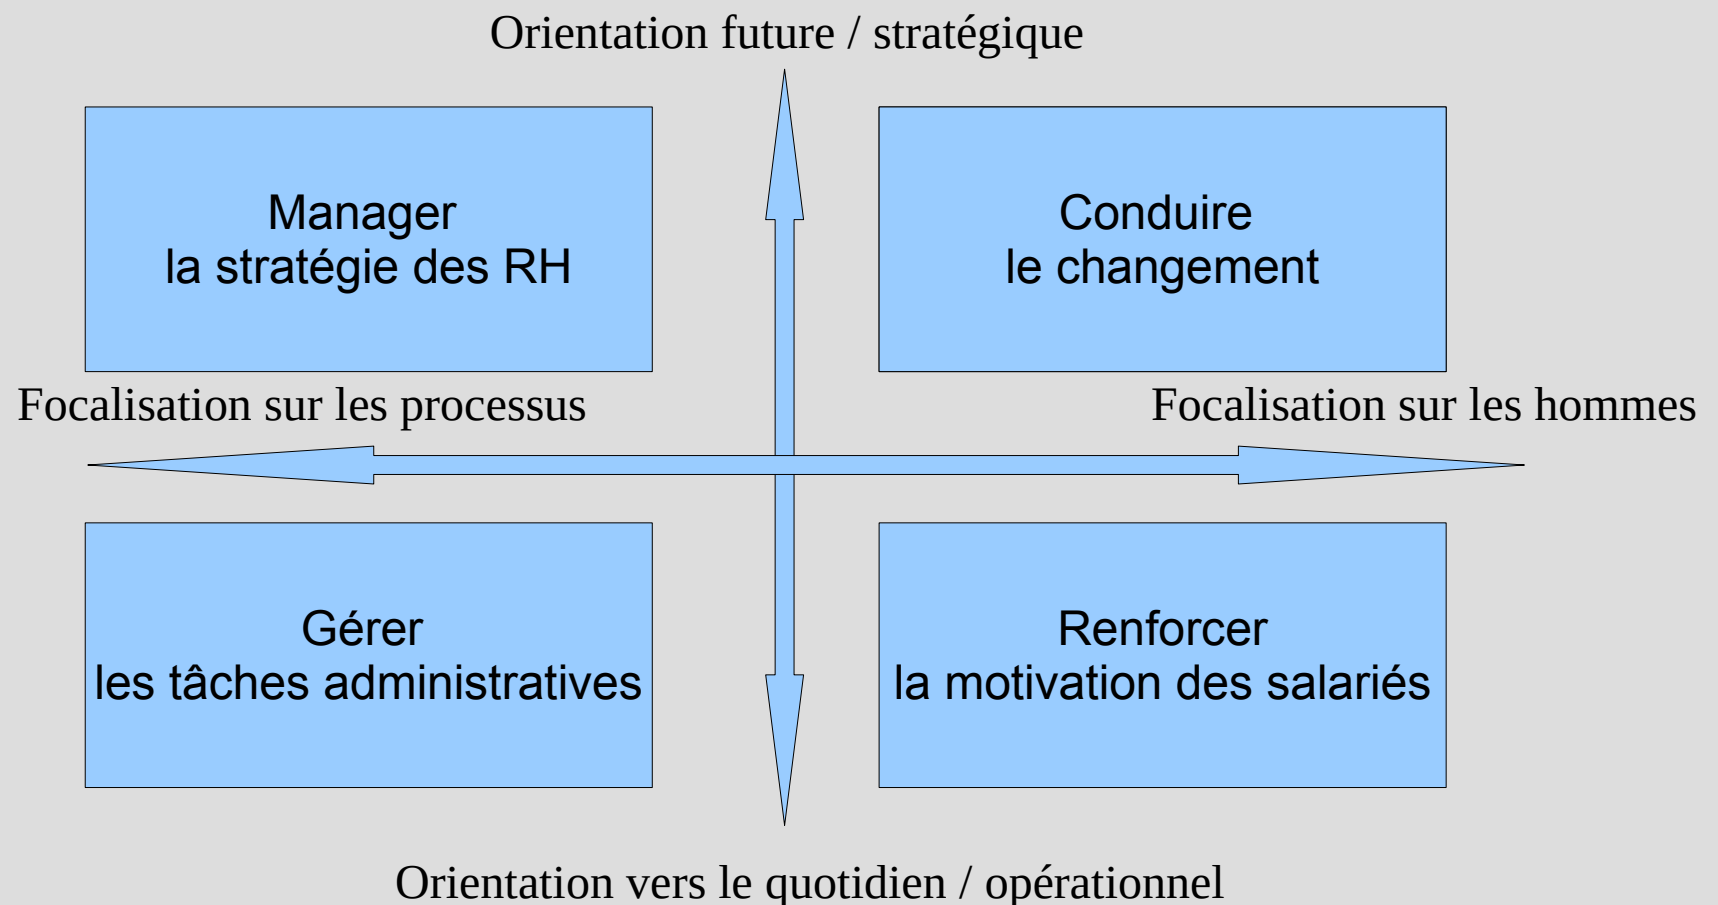 Orientation future / stratégique
Manager
la stratégie des RH
Conduire
le changement
Focalisation sur les processus
Focalisation sur les hommes
Gérer
les tâches administratives
Renforcer
la motivation des salariés
Orientation vers le quotidien / opérationnel